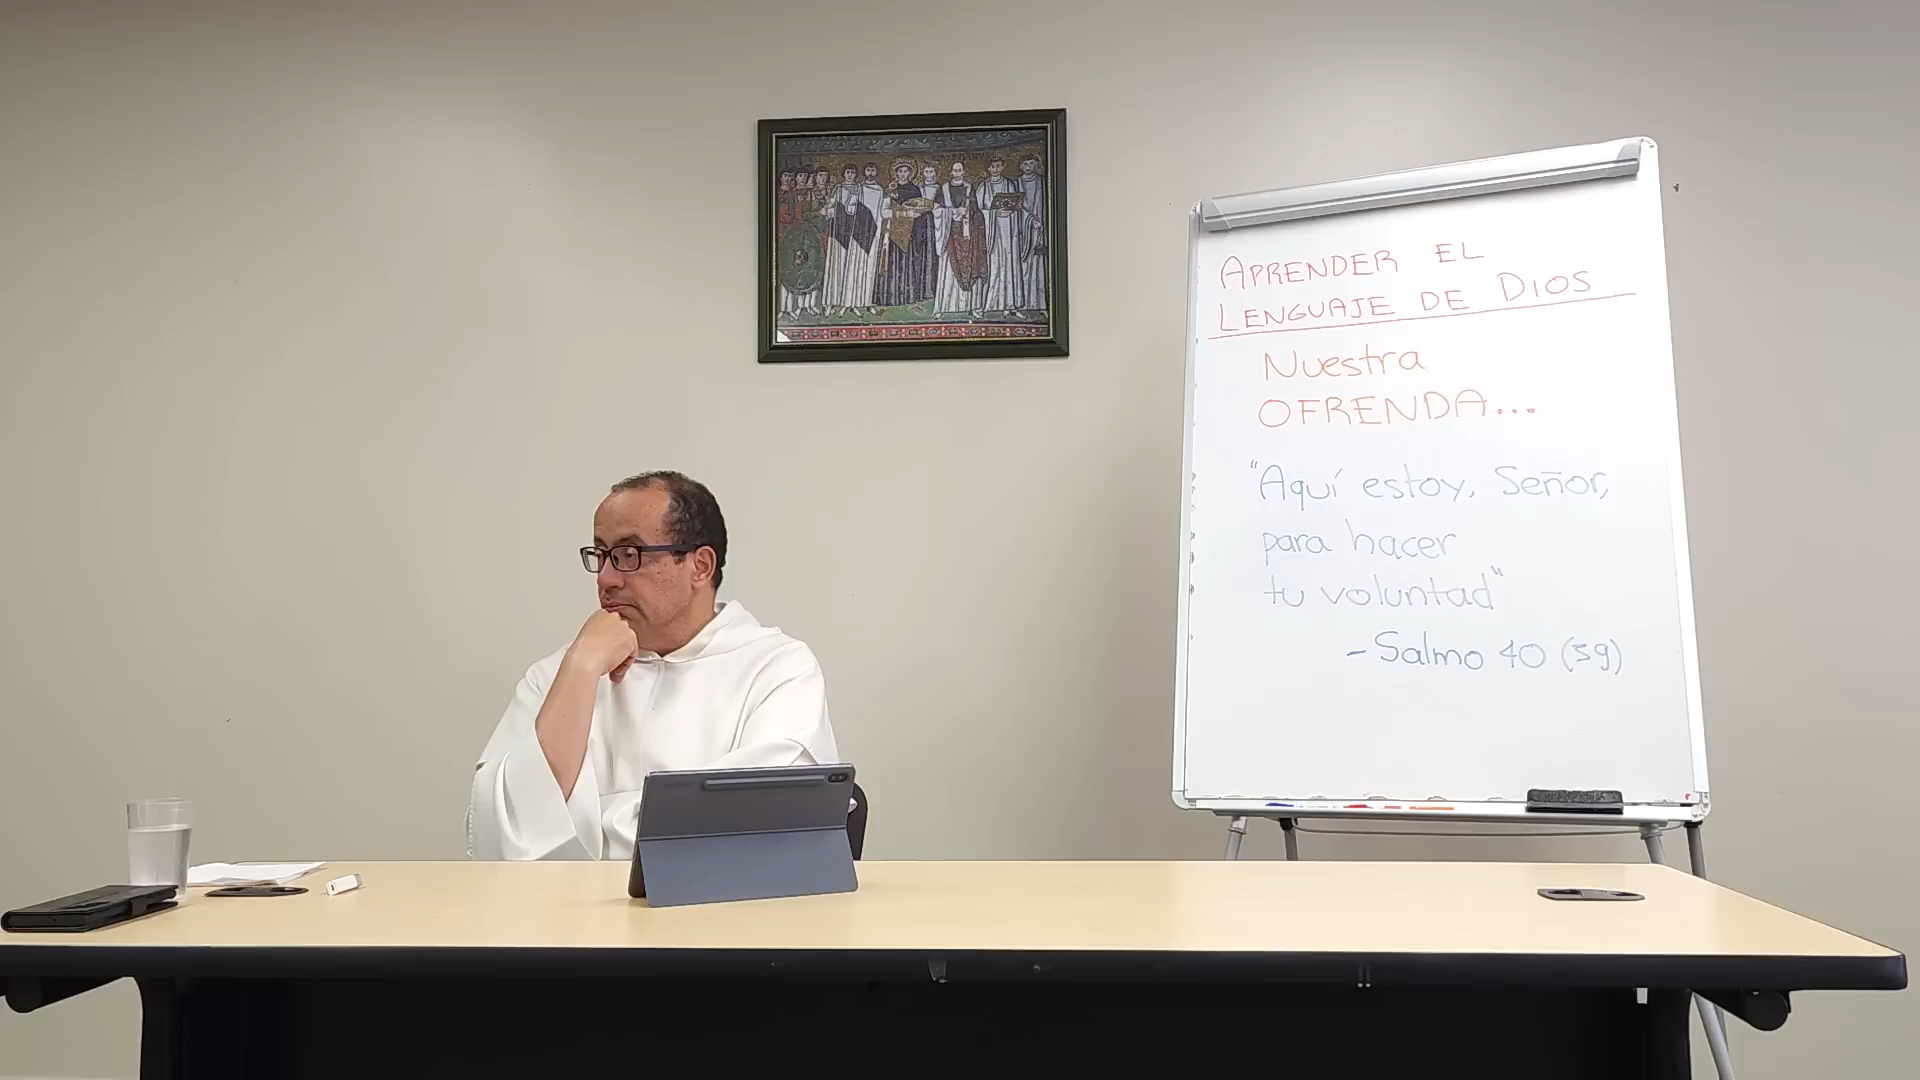 APRENDER EL
LENGUAJE DE DIOS
Nuestra
OFRENDA...
"Aquí estoy, Señor,
para hacer
tu voluntad"
- Salmo 40 (39)